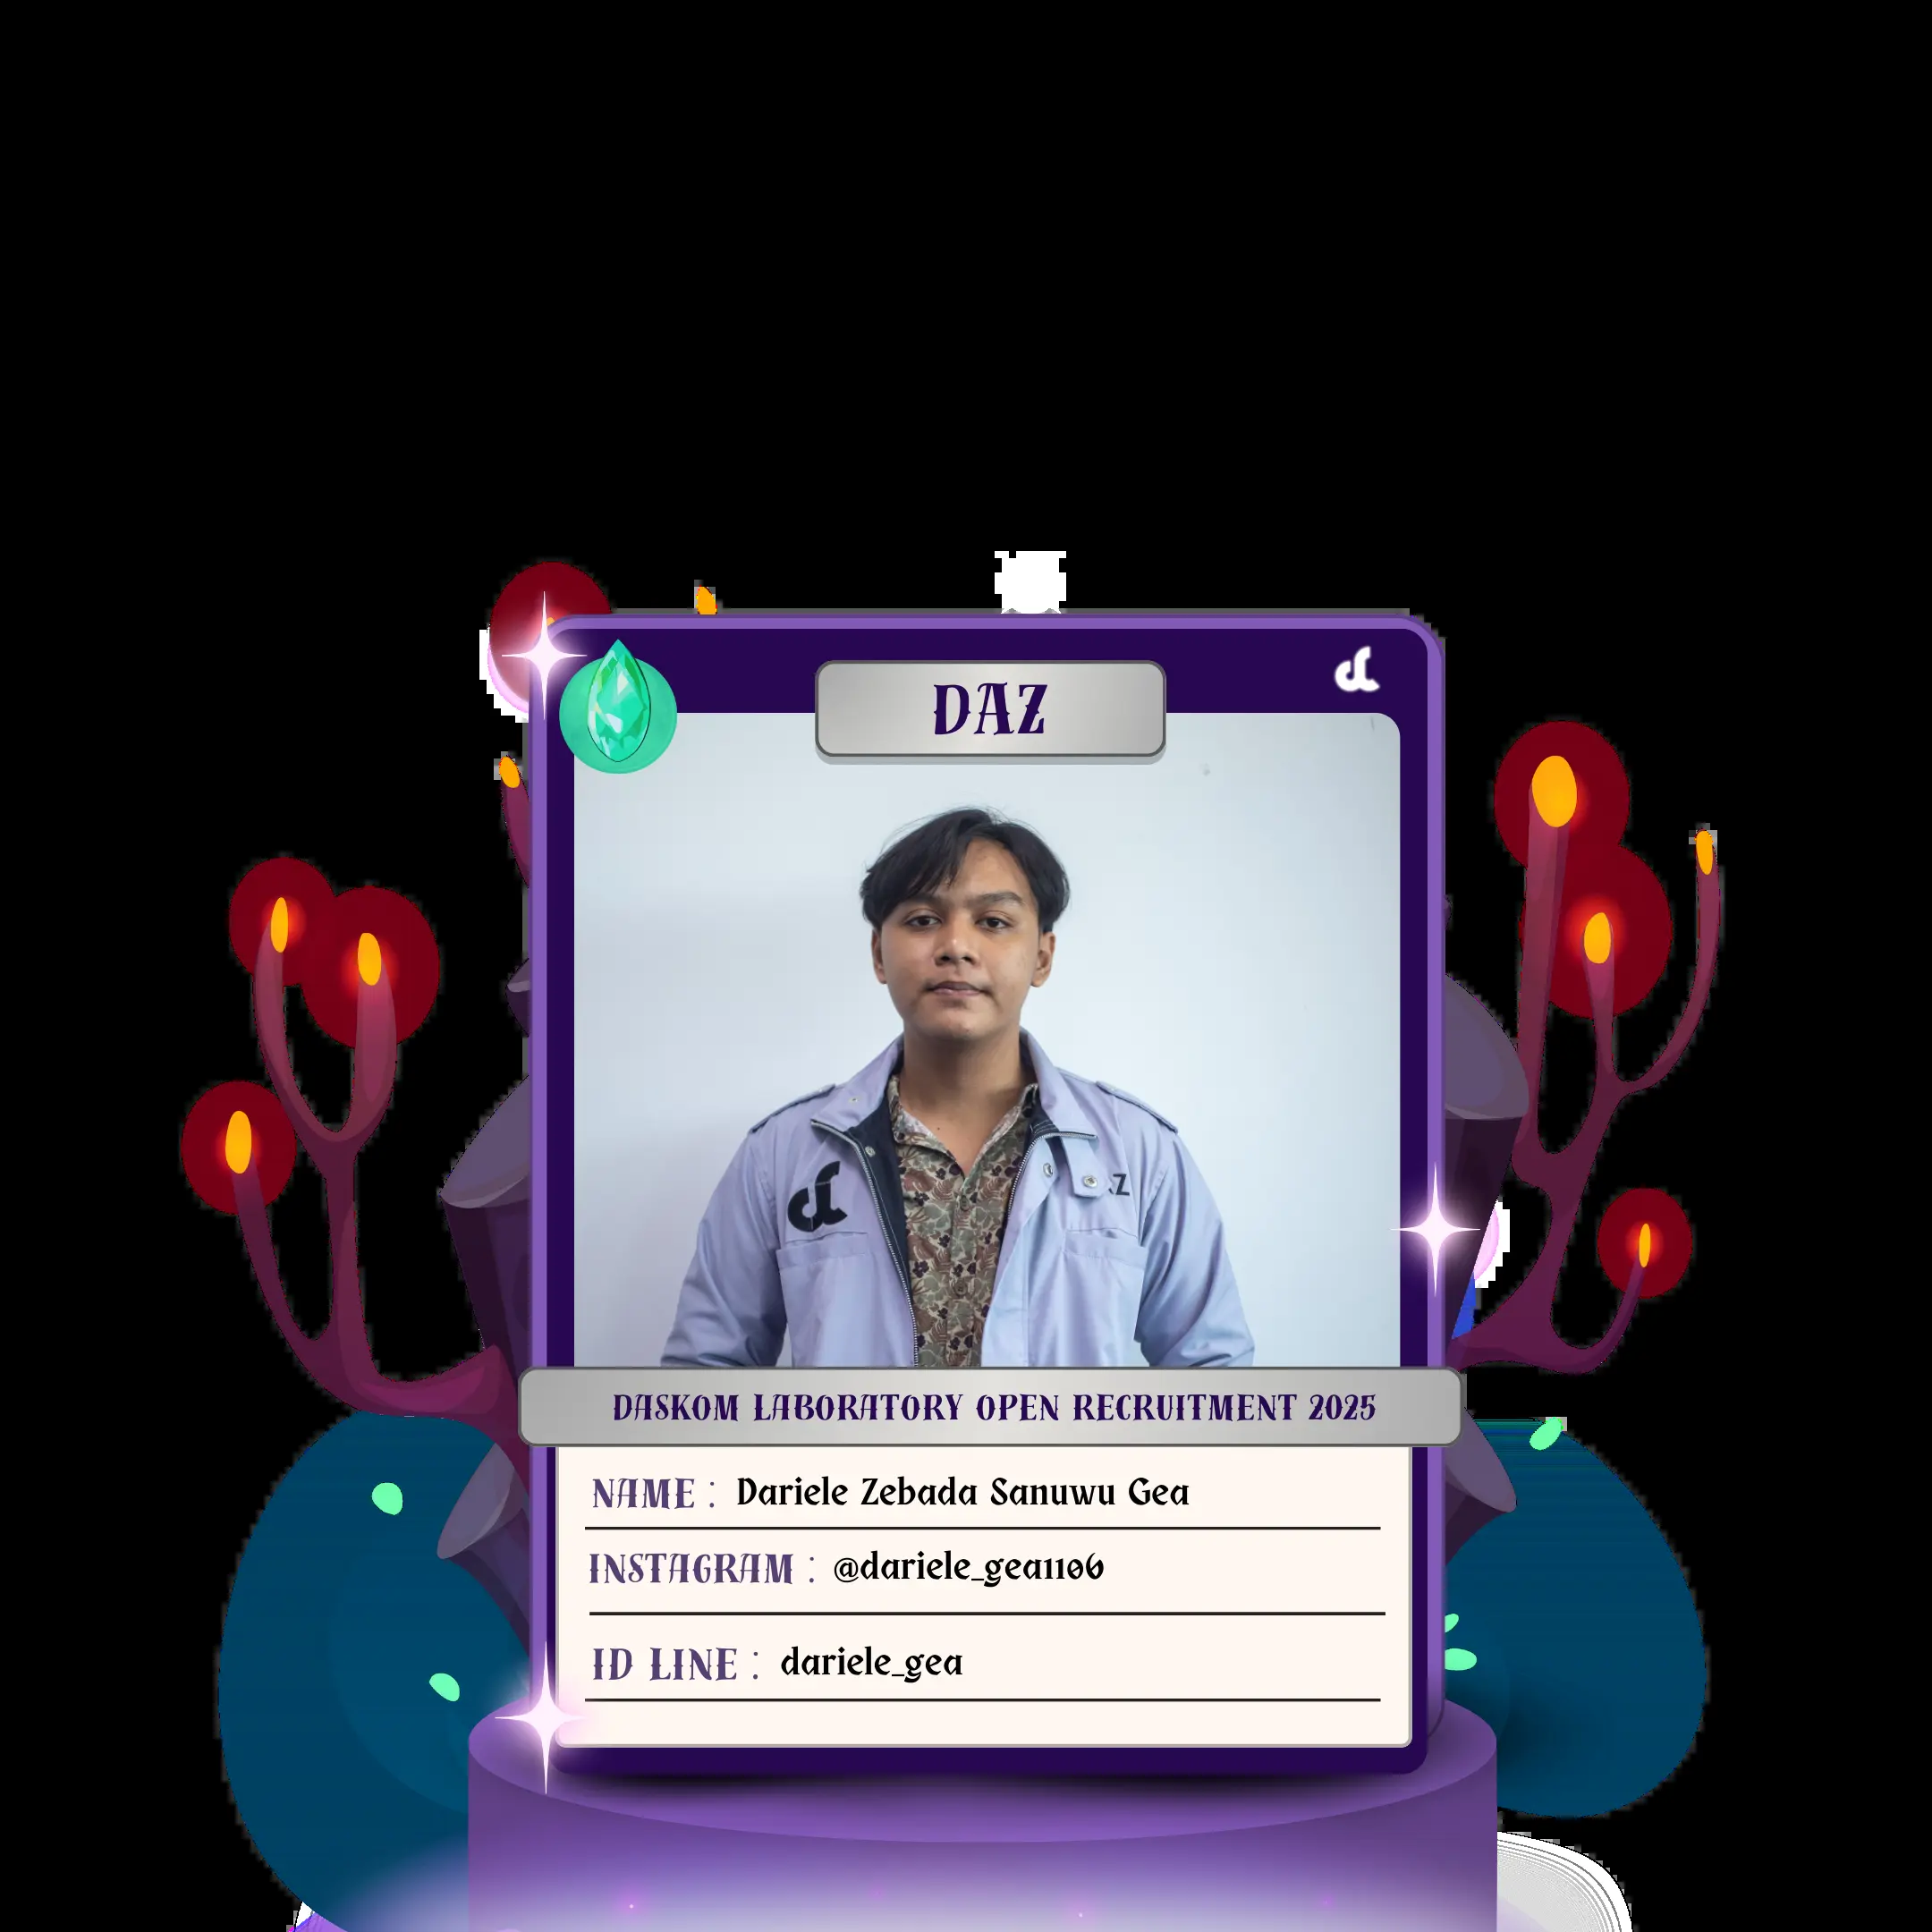 DAZ
DASKOM LABORATORY OPEN RECRUITMENT 2025
NAME : Dariele Zebada Sanuwu Gea
INSTAGRAM : @dariele_gea1106
ID LINE : dariele_gea